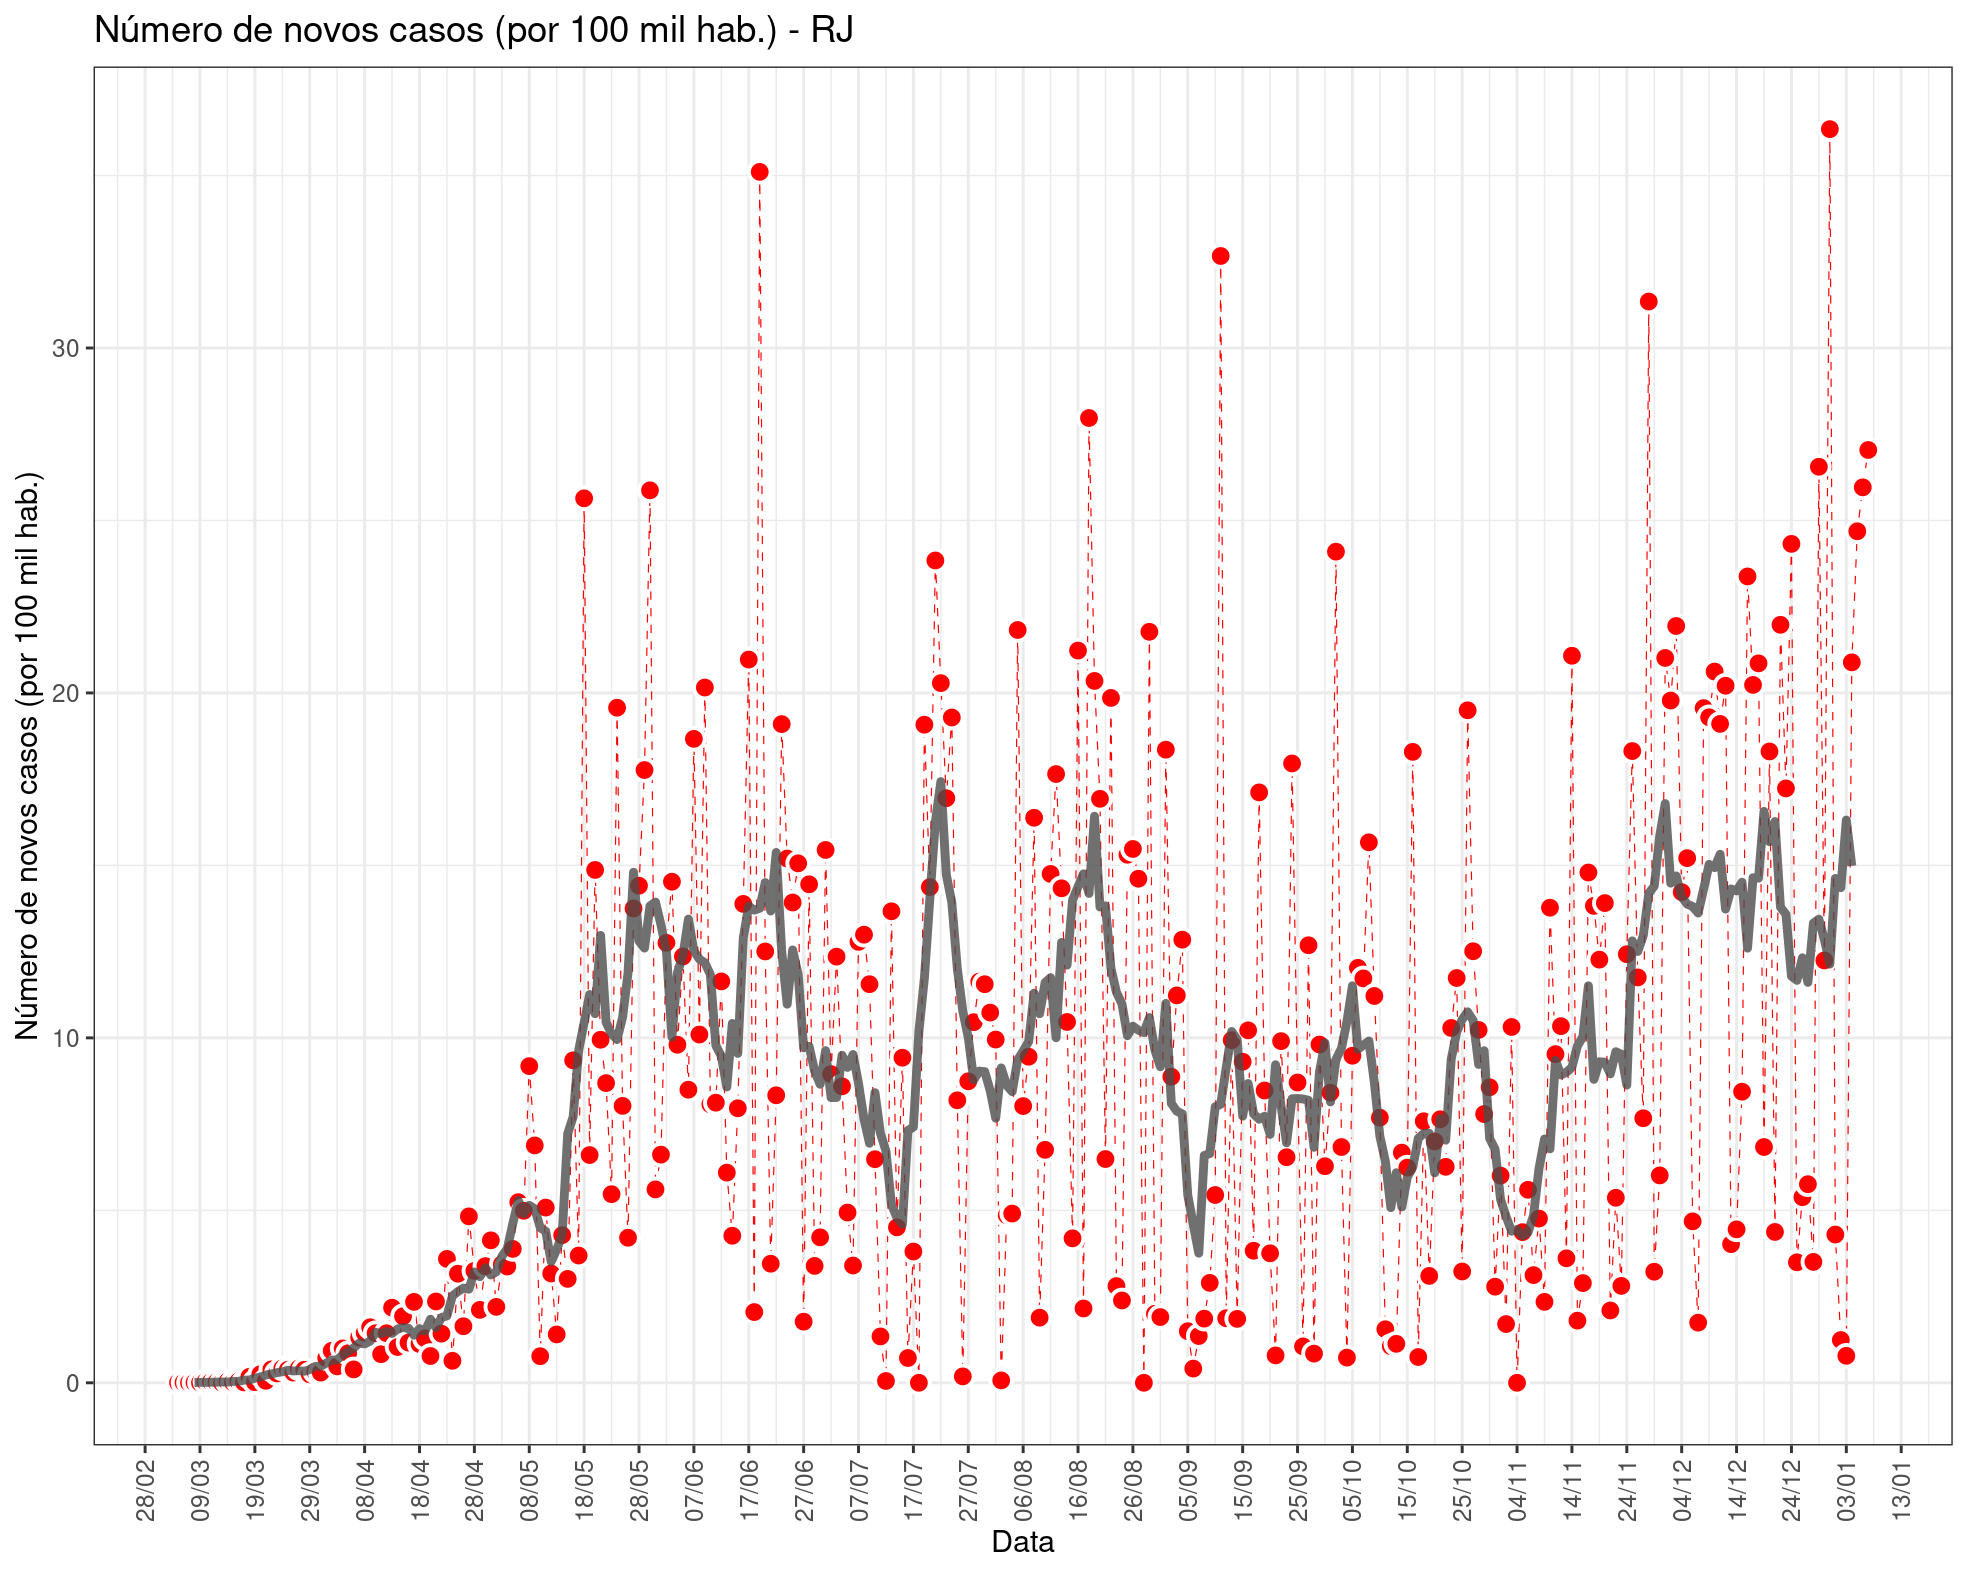 Número de novos casos (por 100 mil hab.) - RJ
Número de novos casos (por 100 mil hab.)
30
20
10
0
28/02 09/03 19/03 29/03 08/04 18/04 28/04 08/05 18/05 28/05 07/06 17/06 27/06 07/07 17/07 27/07 06/08 16/08 26/08 05/09 15/09 25/09 05/10 15/10 25/10 04/11 14/11 24/11 04/12 14/12 24/12 03/01 13/01
Data